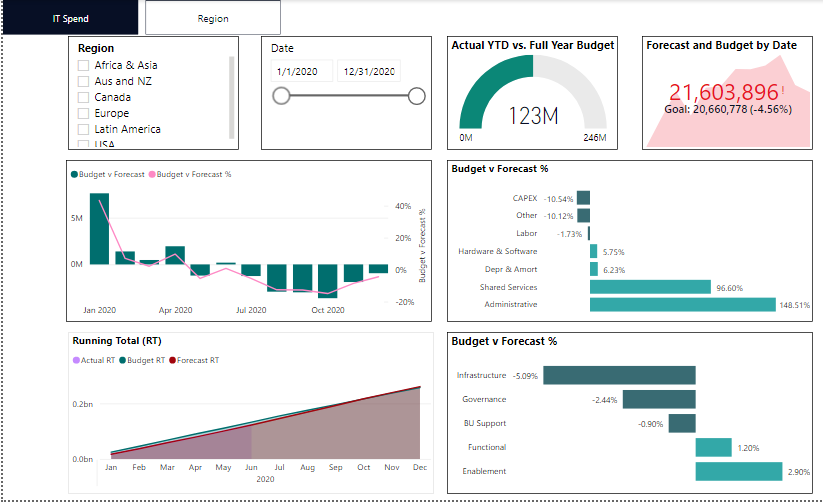 IT Spend
Region
Region
Africa & Asia
Aus and NZ
Canada
Europe
Latin America
USA
Date
1/1/2020
12/31/2020
Actual YTD vs. Full Year Budget
123M
0M
246M
Forecast and Budget by Date
21,603,896!
Goal: 20,660,778 (-4.56%)
Budget v Forecast
Budget v Forecast %
5M
0M
40%
20%
0%
-20%
Budget v Forecast %
Jan 2020
Apr 2020
Jul 2020
Oct 2020
Budget v Forecast %
CAPEX -10.54%
Other -10.12%
Labor -1.73%
Hardware & Software 5.75%
Depr & Amort 6.23%
Shared Services 96.60%
Administrative 148.51%
Running Total (RT)
Actual RT
Budget RT
Forecast RT
0.2bn
0.0bn
Jan Feb Mar Apr May Jun Jul Aug Sep Oct Nov Dec
2020
Budget v Forecast %
Infrastructure -5.09%
Governance -2.44%
BU Support -0.90%
Functional 1.20%
Enablement 2.90%